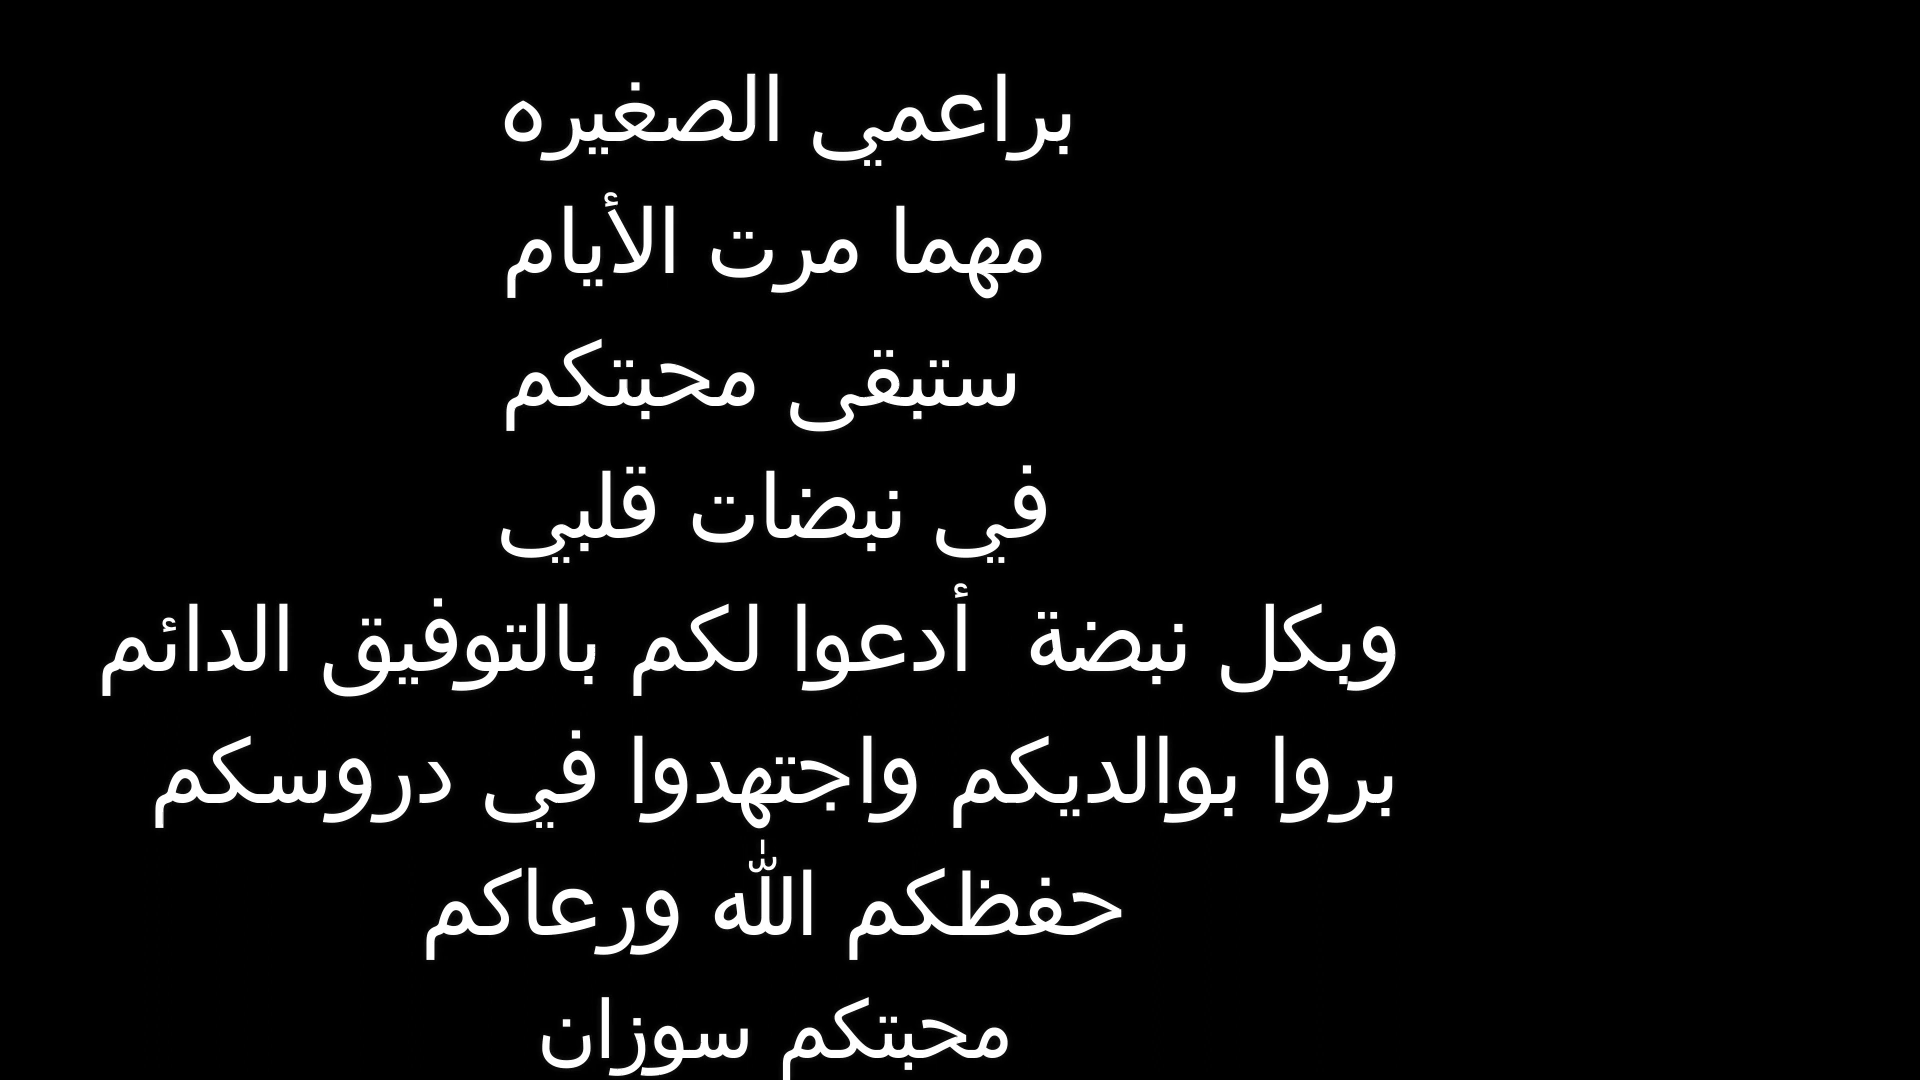 براعمي الصغيره
مهما مرت الأيام
ستبقى محبتكم
في نبضات قلبي
وبكل نبضة  أدعوا لكم بالتوفيق الدائم
بروا بوالديكم واجتهدوا في دروسكم
حفظكم الله ورعاكم
محبتكم سوزان